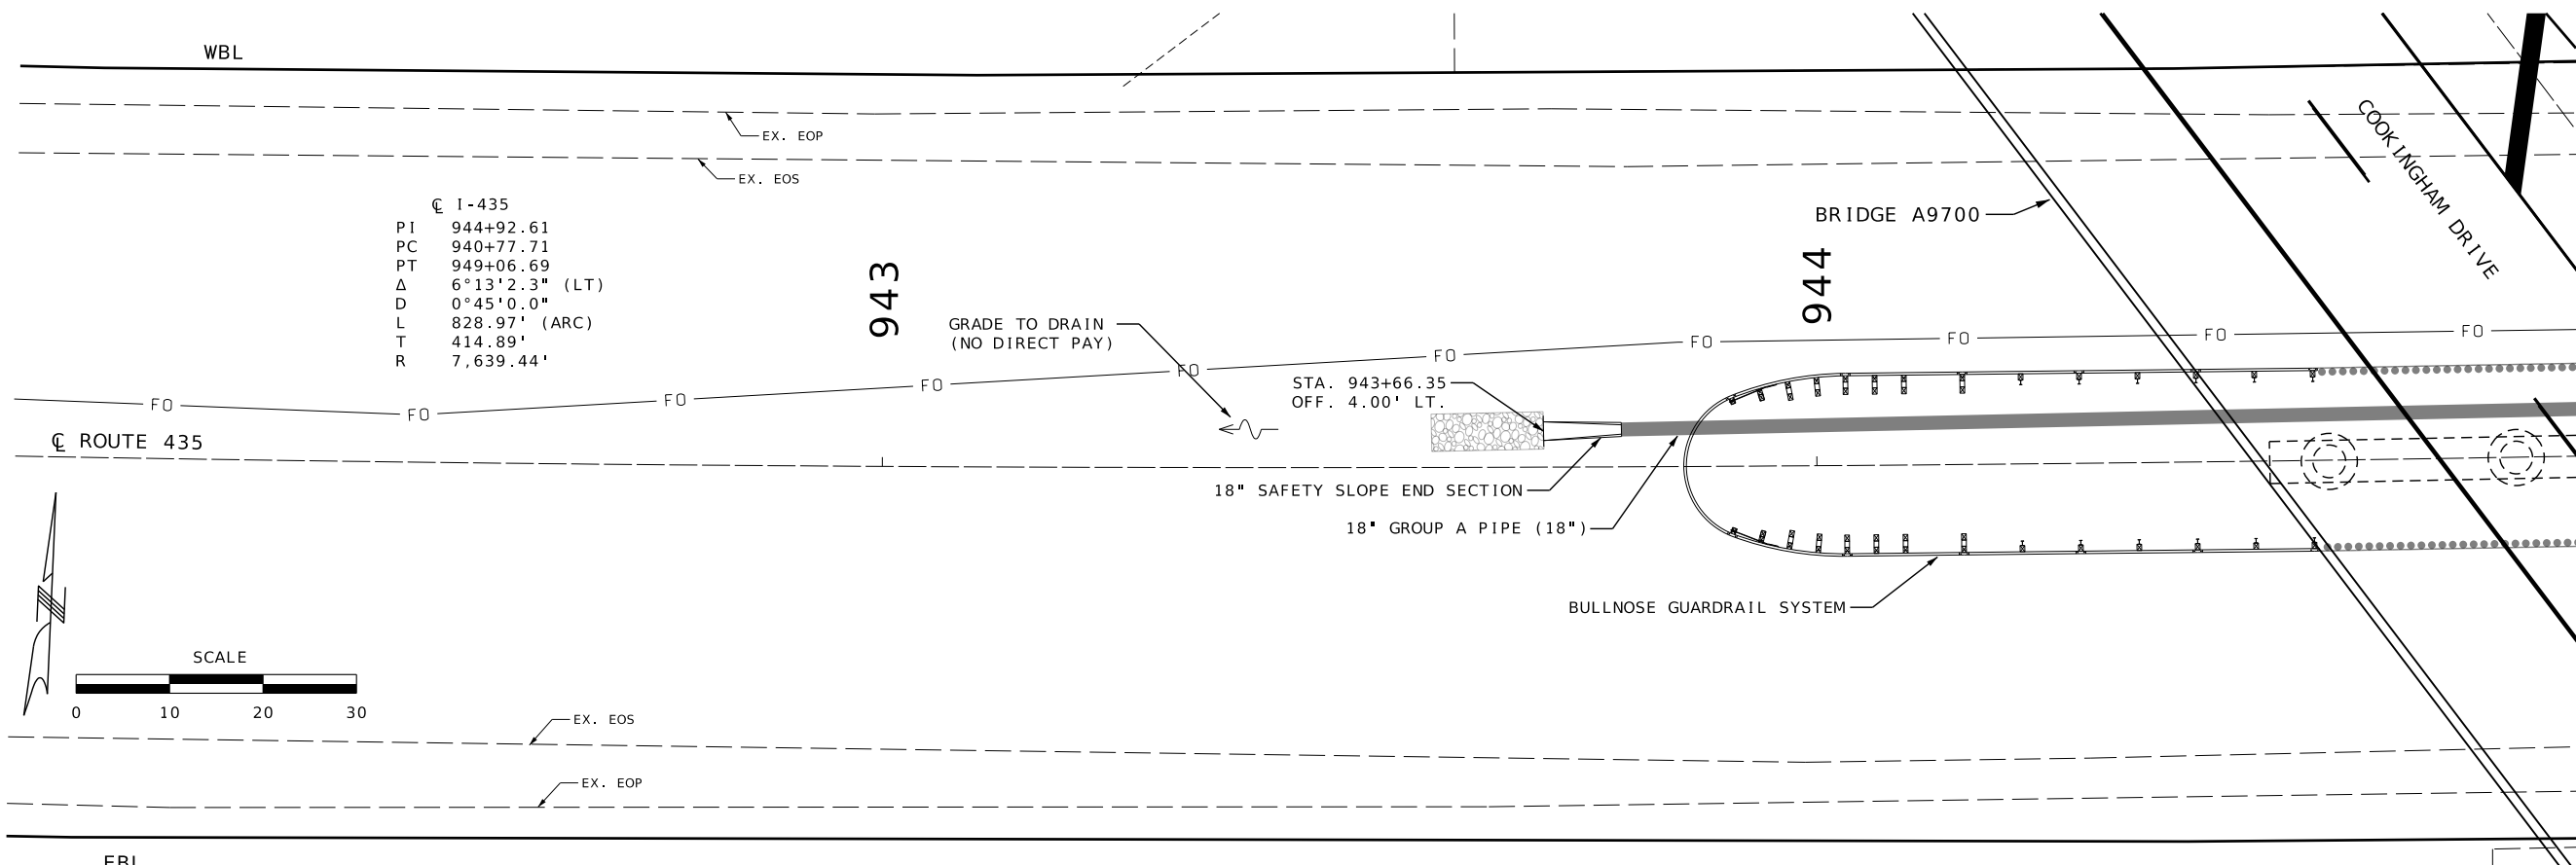 WBL
EX. EOP
EX. EOS
COOKINGHAM DRIVE
℄ I-435
PI 944+92.61
PC 940+77.71
PT 949+06.69
Δ 6°13'2.3" (LT)
D 0°45'0.0"
L 828.97' (ARC)
T 414.89'
R 7,639.44'
BRIDGE A9700
943
944
GRADE TO DRAIN
(NO DIRECT PAY)
FO FO FO FO FO FO FO FO FO FO
STA. 943+66.35
OFF. 4.00' LT.
℄ ROUTE 435
18" SAFETY SLOPE END SECTION
18" GROUP A PIPE (18")
BULLNOSE GUARDRAIL SYSTEM
N
SCALE
0 10 20 30
EX. EOS
EX. EOP
EBL